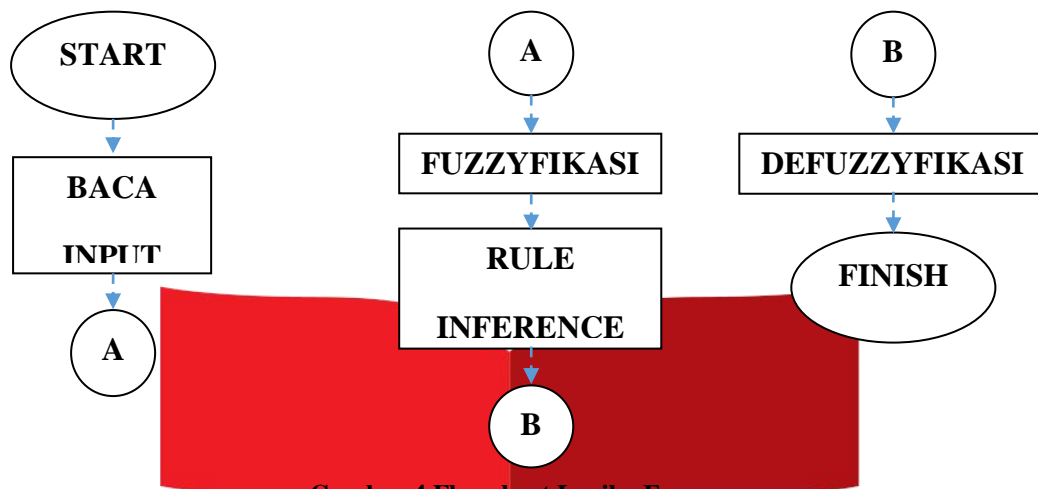 START
BACA
INPUT
A
A
FUZZYFIKASI
RULE
INFERENCE
B
B
DEFUZZYFIKASI
FINISH